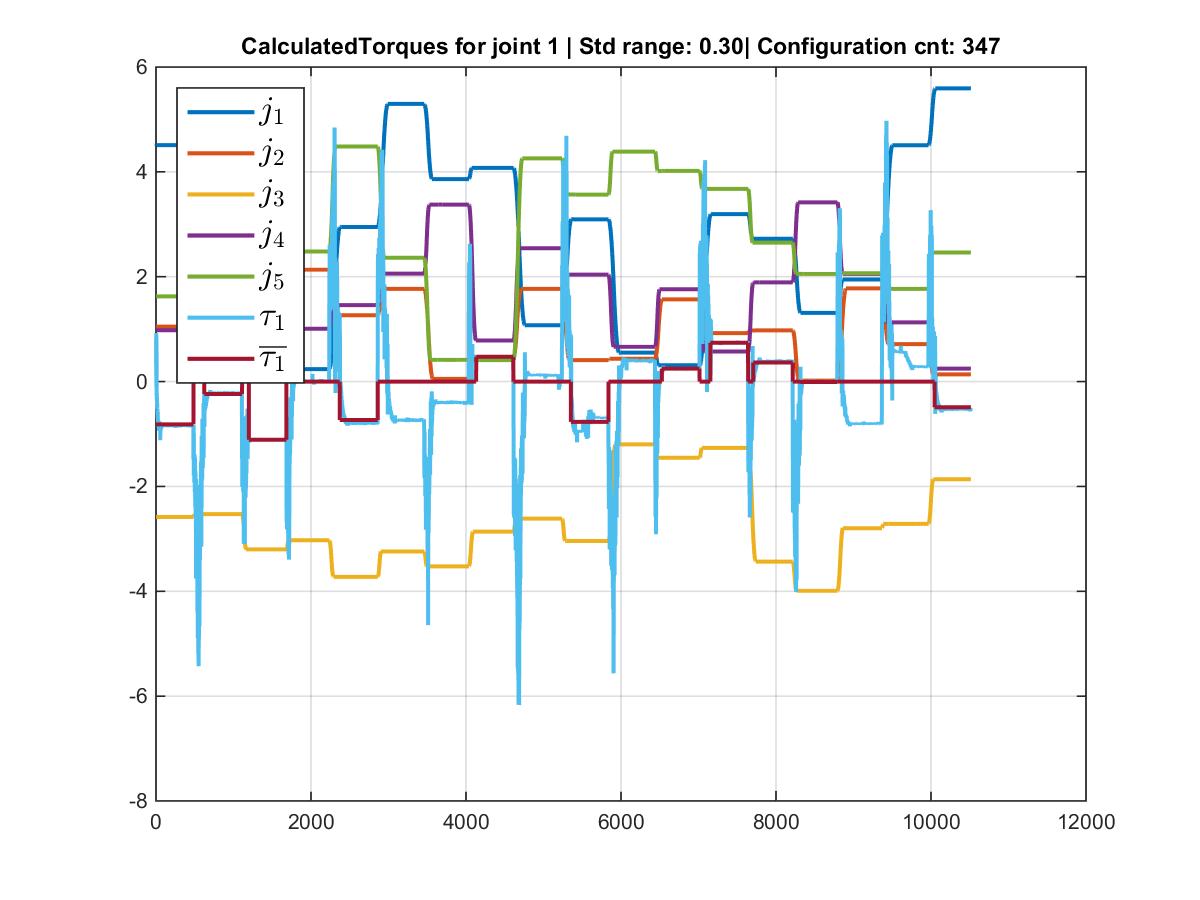 CalculatedTorques for joint 1 | Std range: 0.30| Configuration cnt: 347
6
4
2
0
-2
-4
-6
-8
j₁
j₂
j₃
j₄
j₅
τ₁
τ̅₁
0 2000 4000 6000 8000 10000 12000